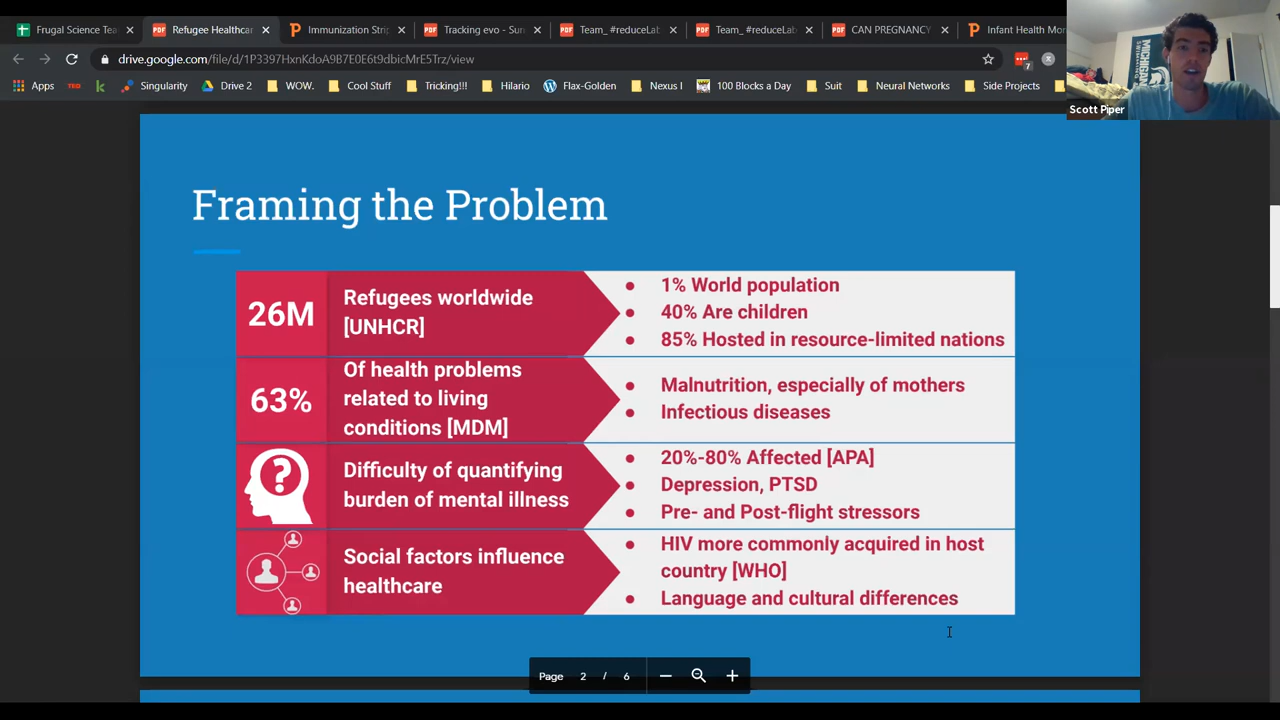 Frugal Science Tea
Refugee Healthcar
Immunization Strip
Tracking evo - Sur
Team_ #reduceLab
Team_ #reduceLab
CAN PREGNANCY
Infant Health Mo
drive.google.com/file/d/1P3397HxnKdoA9B7E0E6t9dbicMrE5Trz/view
7
Apps
TED
k
Singularity
Drive 2
WOW.
Cool Stuff
Tricking!!!
Hilario
Flax-Golden
Nexus I
100 Blocks a Day
Suit
Neural Networks
Side Projects
MICHIGAN
Scott Piper
Framing the Problem
26M
Refugees worldwide
[UNHCR]
● 1% World population
● 40% Are children
● 85% Hosted in resource-limited nations
63%
Of health problems
related to living
conditions [MDM]
● Malnutrition, especially of mothers
● Infectious diseases
?
Difficulty of quantifying
burden of mental illness
● 20%-80% Affected [APA]
● Depression, PTSD
● Pre- and Post-flight stressors
Social factors influence
healthcare
● HIV more commonly acquired in host
country [WHO]
● Language and cultural differences
Page 2 / 6